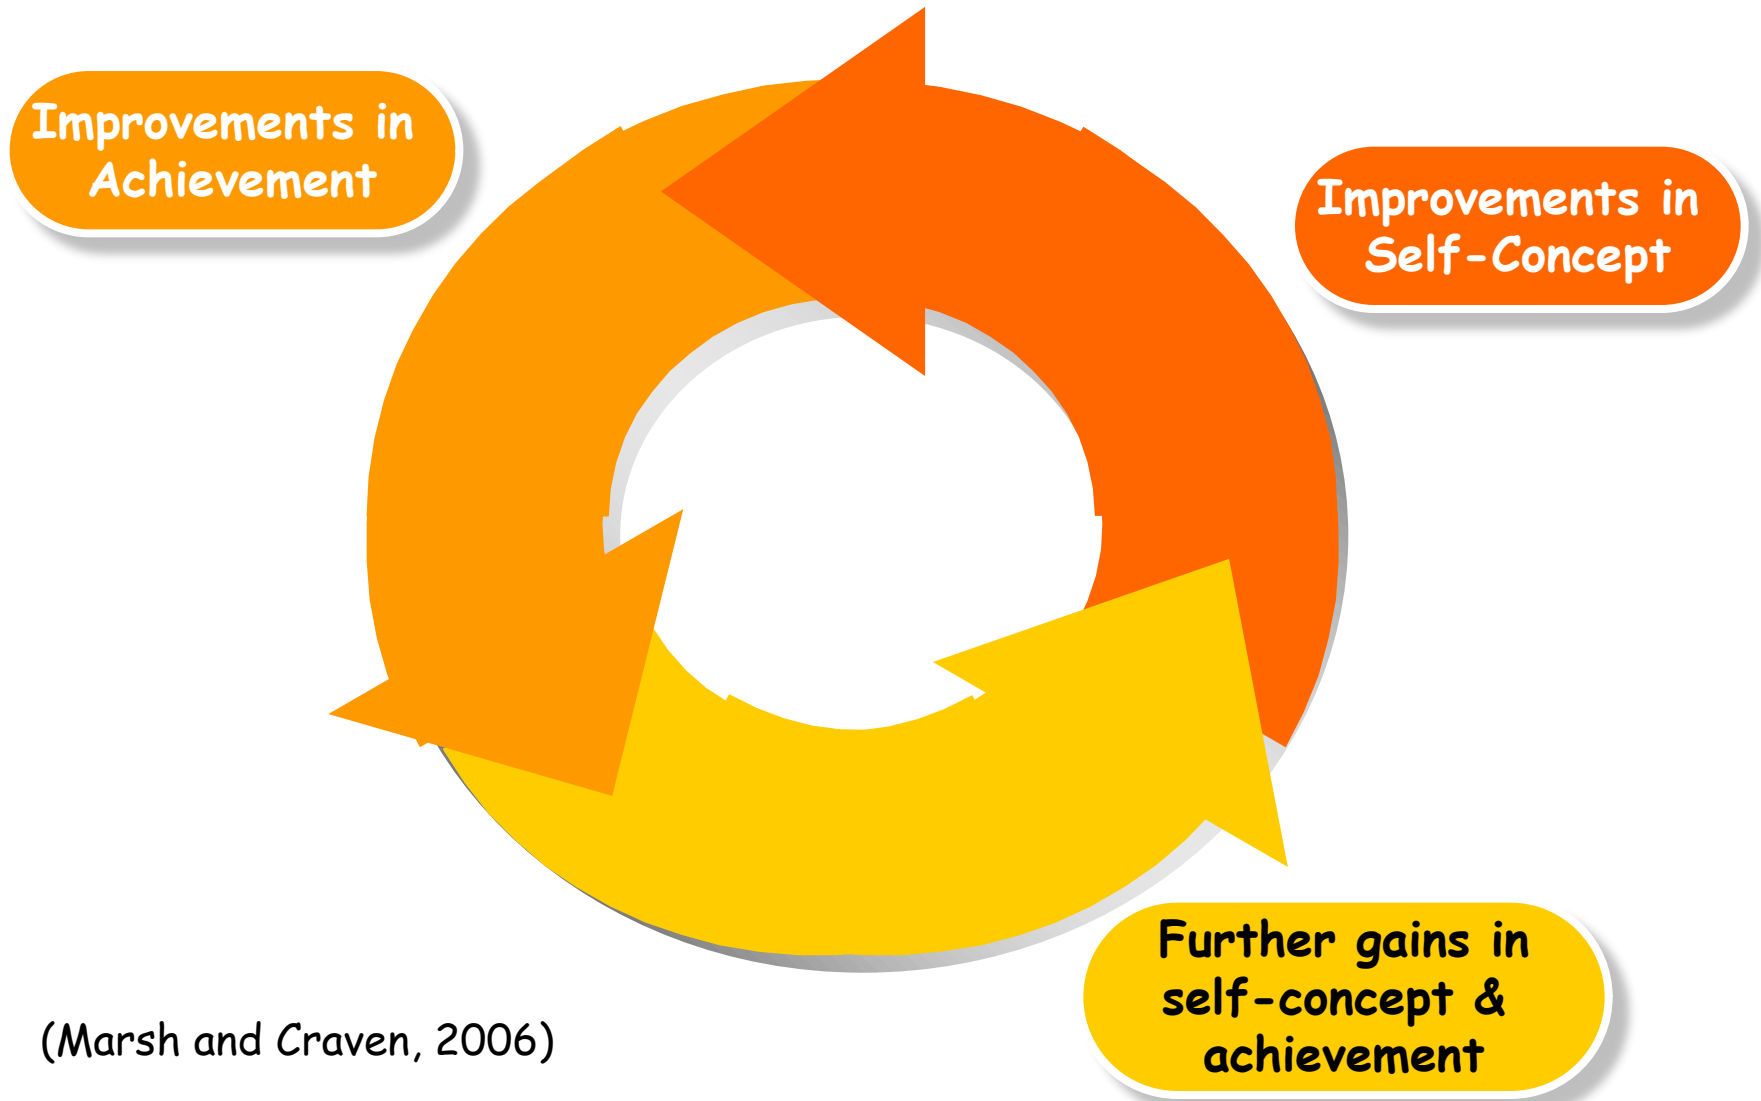 Improvements in
Achievement
Improvements in
Self-Concept
Further gains in
self-concept &
achievement
(Marsh and Craven, 2006)